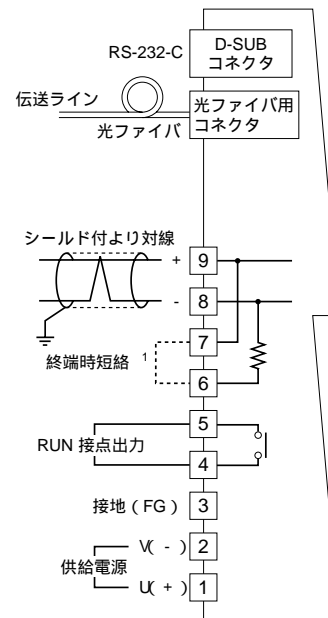 RS-232-C
D-SUB
コネクタ
伝送ライン
光ファイバ
光ファイバ用
コネクタ
シールド付より対線
+ 9
- 8
7
終端時短絡 1
6
5
RUN 接点出力
4
接地（FG） 3
V( - ) 2
供給電源
U( + ) 1